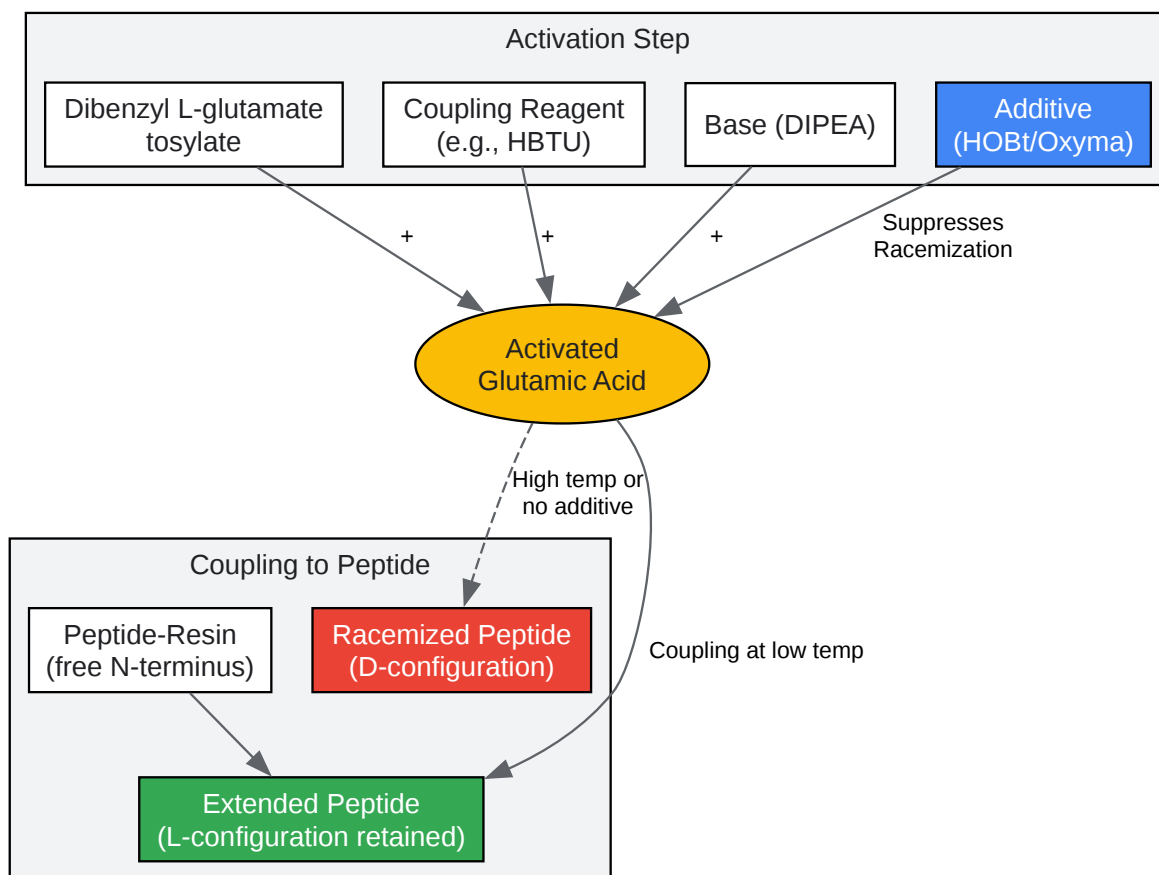 Activation Step
Dibenzyl L-glutamate
tosylate
Coupling Reagent
(e.g., HBTU)
Base (DIPEA)
Additive
(HOBt/Oxyma)
+
+
+
Suppresses
Racemization
Activated
Glutamic Acid
High temp or
no additive
Coupling to Peptide
Peptide-Resin
(free N-terminus)
Racemized Peptide
(D-configuration)
Coupling at low temp
Extended Peptide
(L-configuration retained)